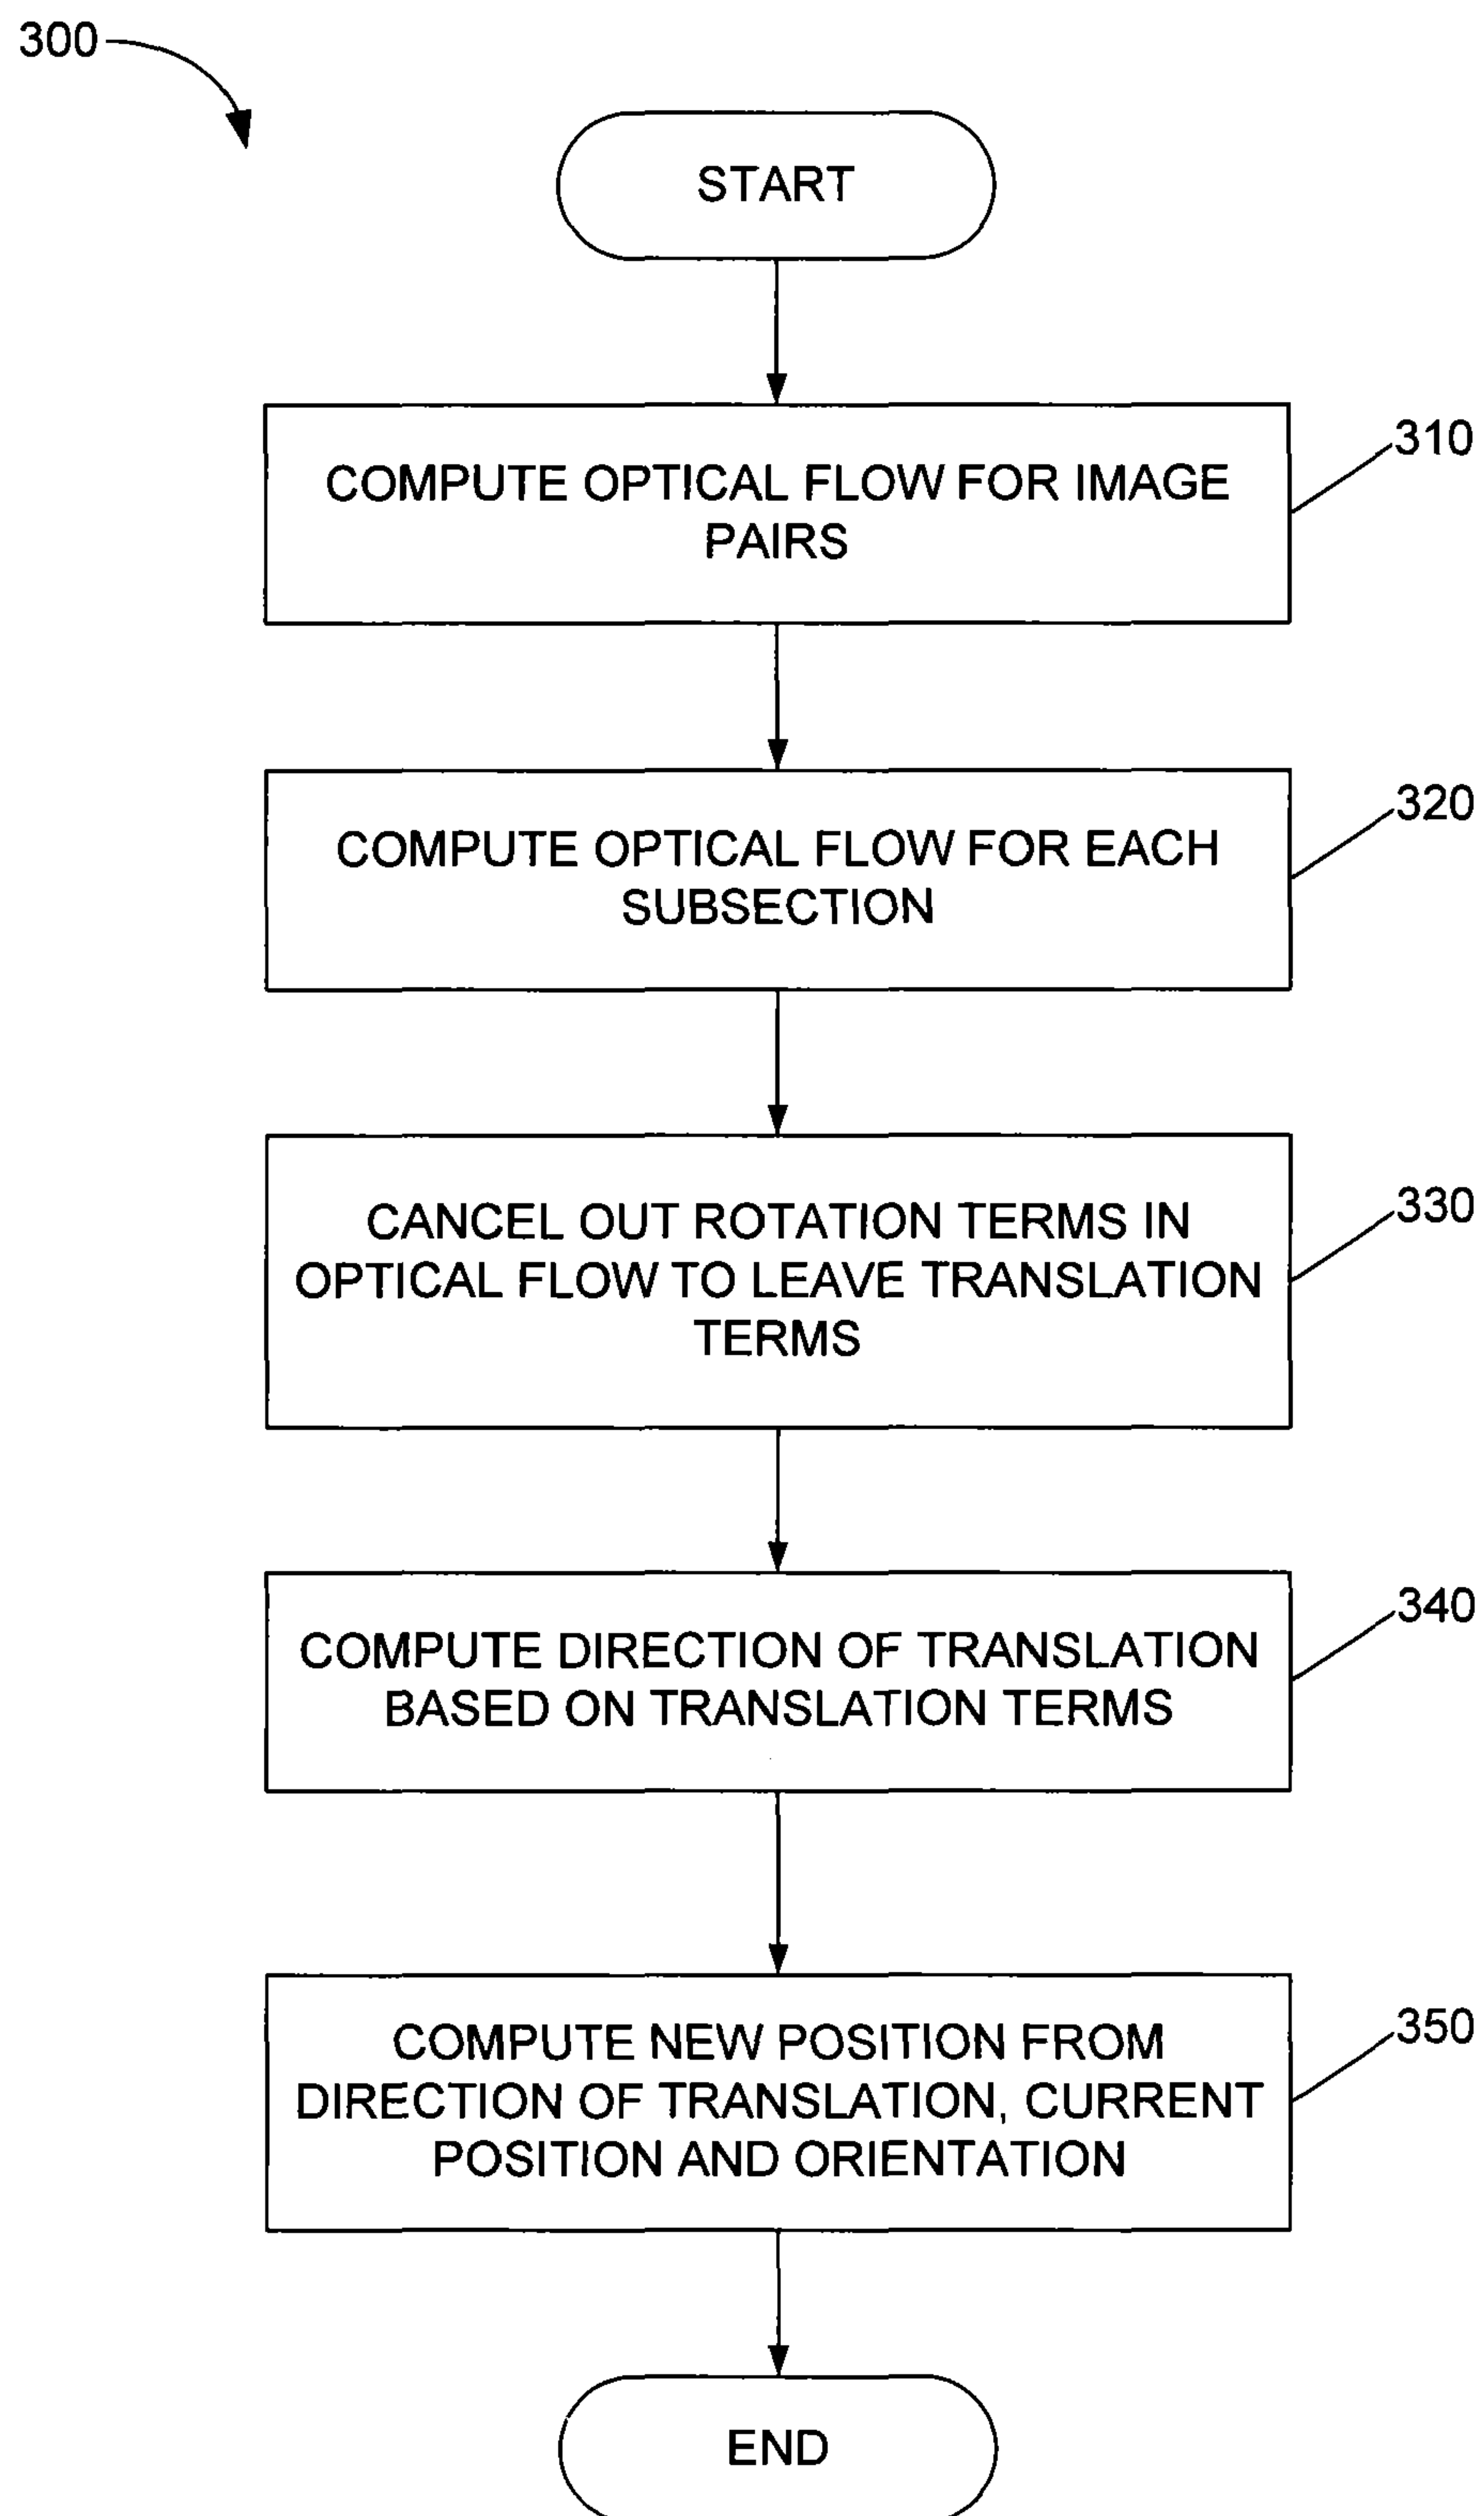 300
START
COMPUTE OPTICAL FLOW FOR IMAGE
PAIRS
310
COMPUTE OPTICAL FLOW FOR EACH
SUBSECTION
320
CANCEL OUT ROTATION TERMS IN
OPTICAL FLOW TO LEAVE TRANSLATION
TERMS
330
COMPUTE DIRECTION OF TRANSLATION
BASED ON TRANSLATION TERMS
340
COMPUTE NEW POSITION FROM
DIRECTION OF TRANSLATION, CURRENT
POSITION AND ORIENTATION
350
END